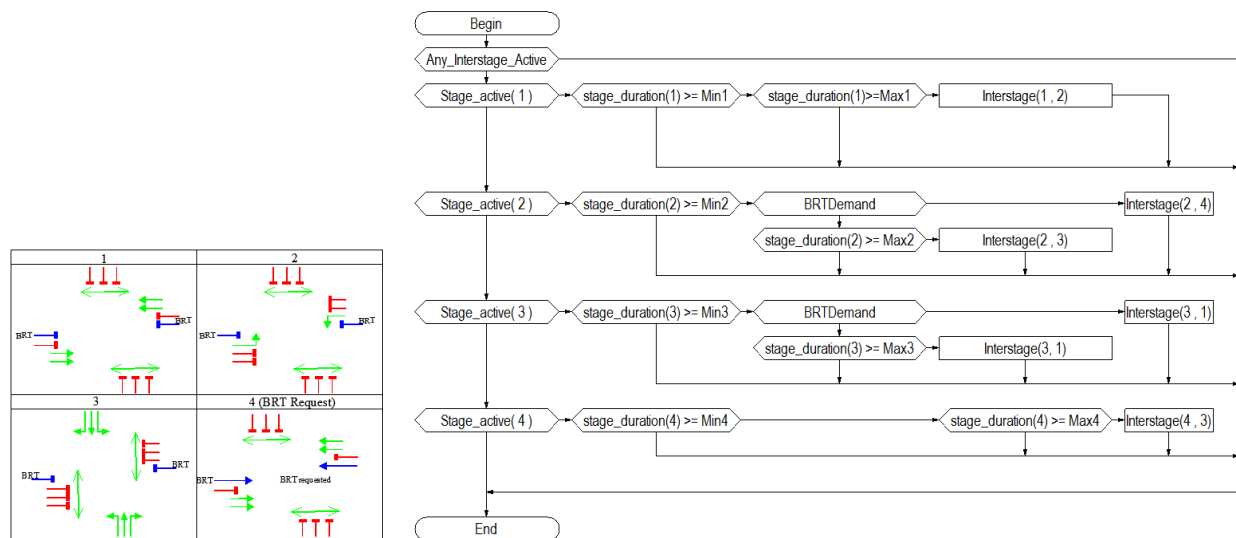 1
2
BRT
BRT
BRT
BRT
3
4 (BRT Request)
BRT
BRT
BRT
BRT requested
Begin
Any_Interstage_Active
Stage_active( 1 )
stage_duration(1) >= Min1
stage_duration(1)>=Max1
Interstage(1 , 2)
Stage_active( 2 )
stage_duration(2) >= Min2
BRTDemand
Interstage(2 , 4)
stage_duration(2) >= Max2
Interstage(2 , 3)
Stage_active( 3 )
stage_duration(3) >= Min3
BRTDemand
Interstage(3 , 1)
stage_duration(3) >= Max3
Interstage(3, 1)
Stage_active( 4 )
stage_duration(4) >= Min4
stage_duration(4) >= Max4
Interstage(4 , 3)
End